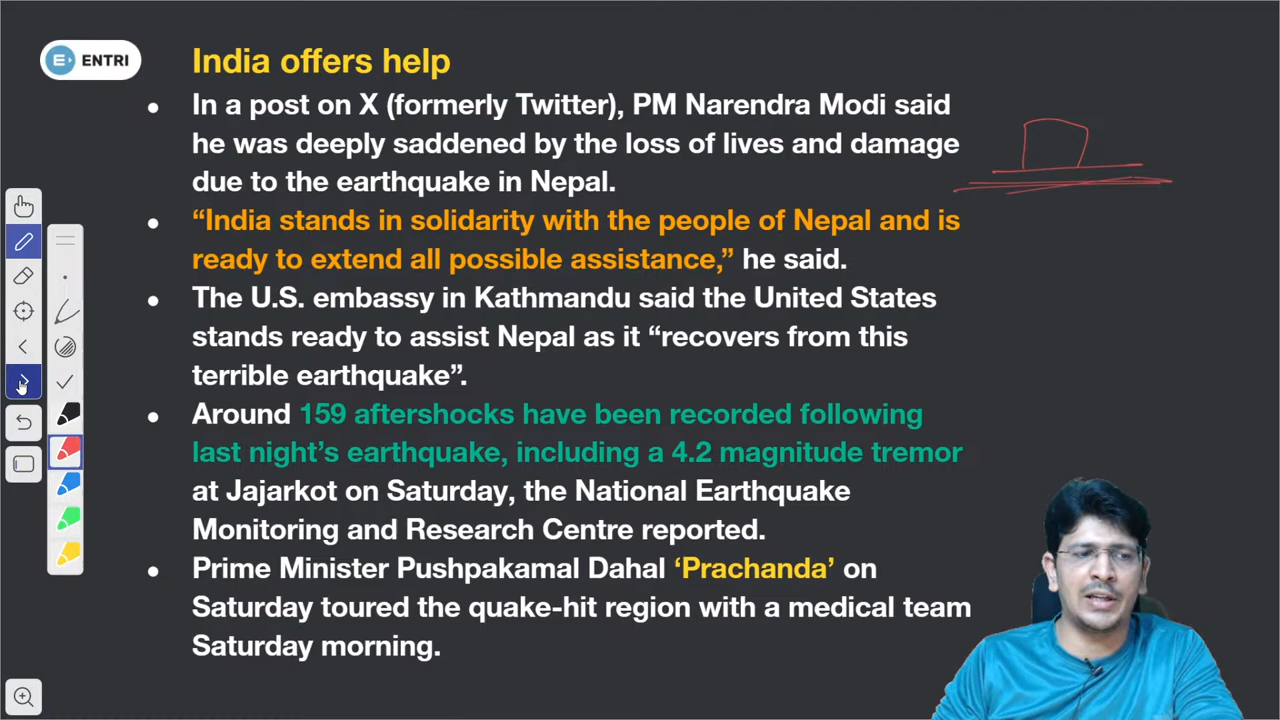 ENTRI
India offers help
• In a post on X (formerly Twitter), PM Narendra Modi said
he was deeply saddened by the loss of lives and damage
due to the earthquake in Nepal.
• “India stands in solidarity with the people of Nepal and is
ready to extend all possible assistance,” he said.
• The U.S. embassy in Kathmandu said the United States
stands ready to assist Nepal as it “recovers from this
terrible earthquake”.
• Around 159 aftershocks have been recorded following
last night’s earthquake, including a 4.2 magnitude tremor
at Jajarkot on Saturday, the National Earthquake
Monitoring and Research Centre reported.
• Prime Minister Pushpakamal Dahal ‘Prachanda’ on
Saturday toured the quake-hit region with a medical team
Saturday morning.